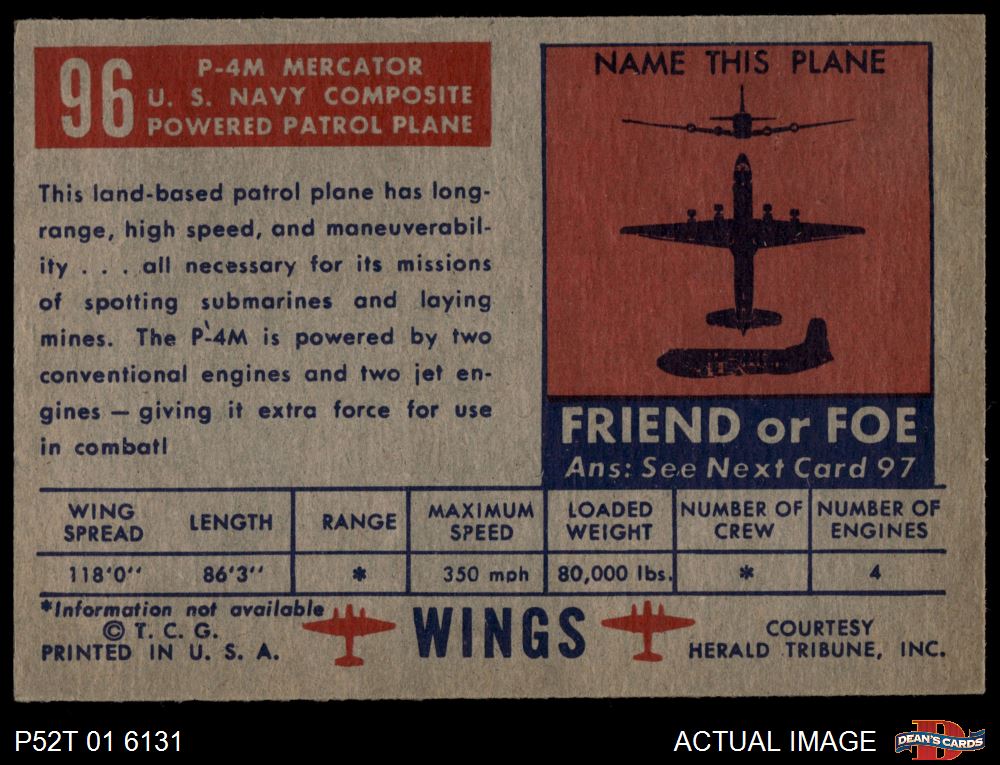 96
P-4M MERCATOR
U. S. NAVY COMPOSITE
POWERED PATROL PLANE
This land-based patrol plane has long-
range, high speed, and maneuverabil-
ity . . . all necessary for its missions
of spotting submarines and laying
mines. The P-4M is powered by two
conventional engines and two jet en-
gines — giving it extra force for use
in combat!
NAME THIS PLANE
FRIEND or FOE
Ans: See Next Card 97
WING SPREAD LENGTH RANGE MAXIMUM SPEED LOADED WEIGHT NUMBER OF CREW NUMBER OF ENGINES
118'0'' 86'3'' * 350 mph 80,000 lbs. * 4
*Information not available
© T. C. G.
PRINTED IN U. S. A.
WINGS
COURTESY
HERALD TRIBUNE, INC.
P52T 01 6131
ACTUAL IMAGE
D
DEAN'S CARDS